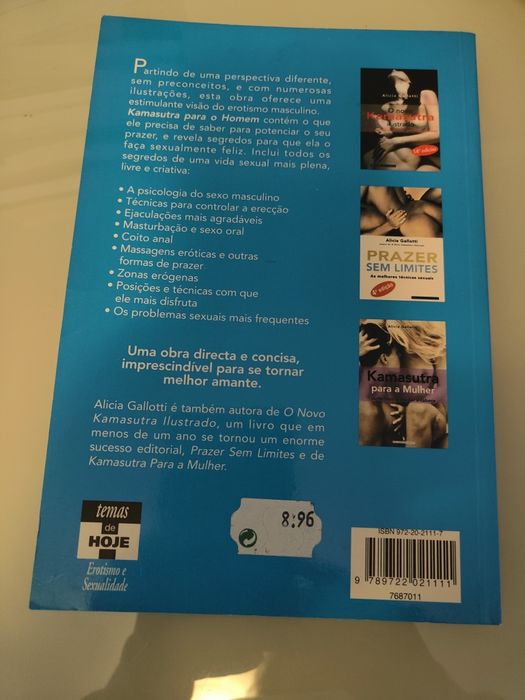 Partindo de uma perspectiva diferente,
sem preconceitos, e com numerosas
ilustrações, esta obra oferece uma
estimulante visão do erotismo masculino.
Kamasutra para o Homem contém o que
ele precisa de saber para potenciar o seu
prazer, e revela segredos para que ela o
faça sexualmente feliz. Inclui todos os
segredos de uma vida sexual mais plena,
livre e criativa:
• A psicologia do sexo masculino
• Técnicas para controlar a erecção
• Ejaculações mais agradáveis
• Masturbação e sexo oral
• Coito anal
• Massagens eróticas e outras
formas de prazer
• Zonas erógenas
• Posições e técnicas com que
ele mais disfruta
• Os problemas sexuais mais frequentes
Uma obra directa e concisa,
imprescindível para se tornar
melhor amante.
Alicia Gallotti é também autora de O Novo
Kamasutra Ilustrado, um livro que em
menos de um ano se tornou um enorme
sucesso editorial, Prazer Sem Limites e de
Kamasutra Para a Mulher.
Alicia Gallotti
O novo
Kamasutra
Ilustrado
14ª edição
Alicia Gallotti
PRAZER
SEM LIMITES
As melhores técnicas sexuais
4ª edição
Alicia Gallotti
Kamasutra
para a Mulher
temas
de
HOJE
Erotismo e
Sexualidade
8.96
ISBN 972-20-2111-7
9 789722 021111
7687011